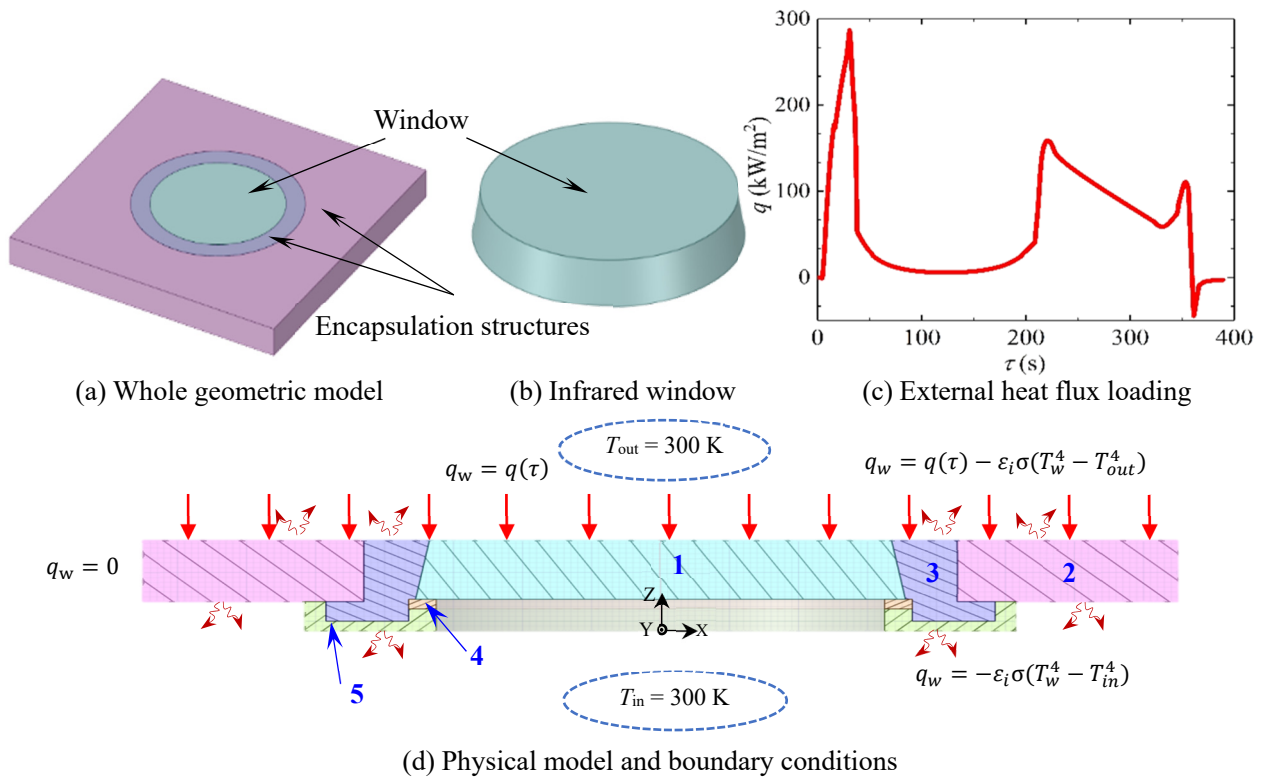 Window
Encapsulation structures
(a) Whole geometric model
(b) Infrared window
q (kW/m²)
300
200
100
0
0
100
200
300
400
τ (s)
(c) External heat flux loading
T_out = 300 K
q_w = q(τ)
q_w = q(τ) − ε_iσ(T_w^4 − T_out^4)
q_w = 0
1
3
2
Z
Y
X
4
5
T_in = 300 K
q_w = −ε_iσ(T_w^4 − T_in^4)
(d) Physical model and boundary conditions